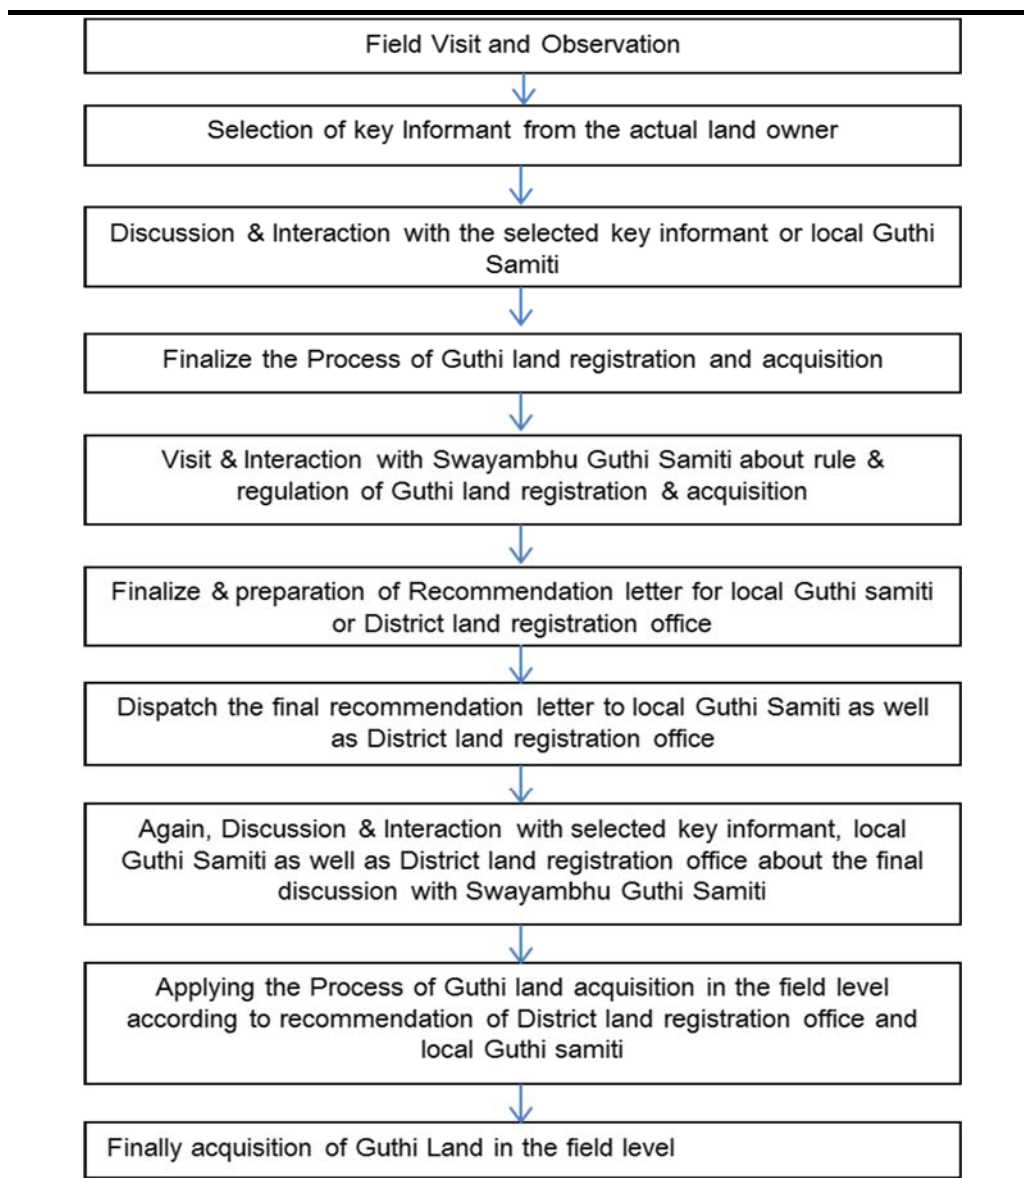 Field Visit and Observation
Selection of key Informant from the actual land owner
Discussion & Interaction with the selected key informant or local Guthi
Samiti
Finalize the Process of Guthi land registration and acquisition
Visit & Interaction with Swayambhu Guthi Samiti about rule &
regulation of Guthi land registration & acquisition
Finalize & preparation of Recommendation letter for local Guthi samiti
or District land registration office
Dispatch the final recommendation letter to local Guthi Samiti as well
as District land registration office
Again, Discussion & Interaction with selected key informant, local
Guthi Samiti as well as District land registration office about the final
discussion with Swayambhu Guthi Samiti
Applying the Process of Guthi land acquisition in the field level
according to recommendation of District land registration office and
local Guthi samiti
Finally acquisition of Guthi Land in the field level